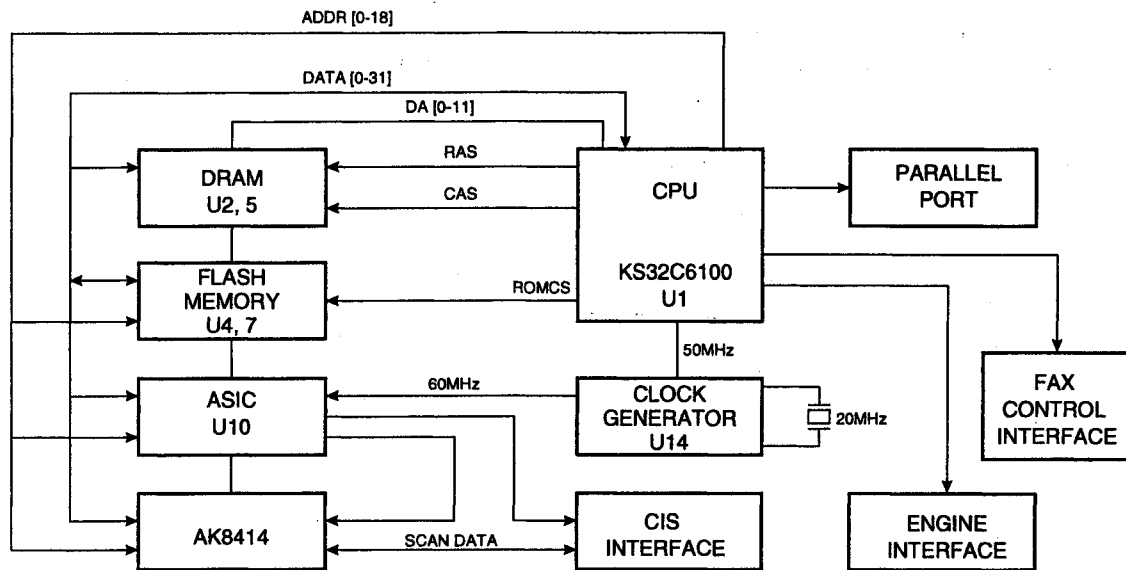 ADDR [0-18]
DATA [0-31]
DA [0-11]
DRAM
U2, 5
RAS
CAS
CPU
KS32C6100
U1
PARALLEL
PORT
FLASH
MEMORY
U4, 7
ROMCS
50MHz
ASIC
U10
60MHz
CLOCK
GENERATOR
U14
20MHz
FAX
CONTROL
INTERFACE
AK8414
SCAN DATA
CIS
INTERFACE
ENGINE
INTERFACE